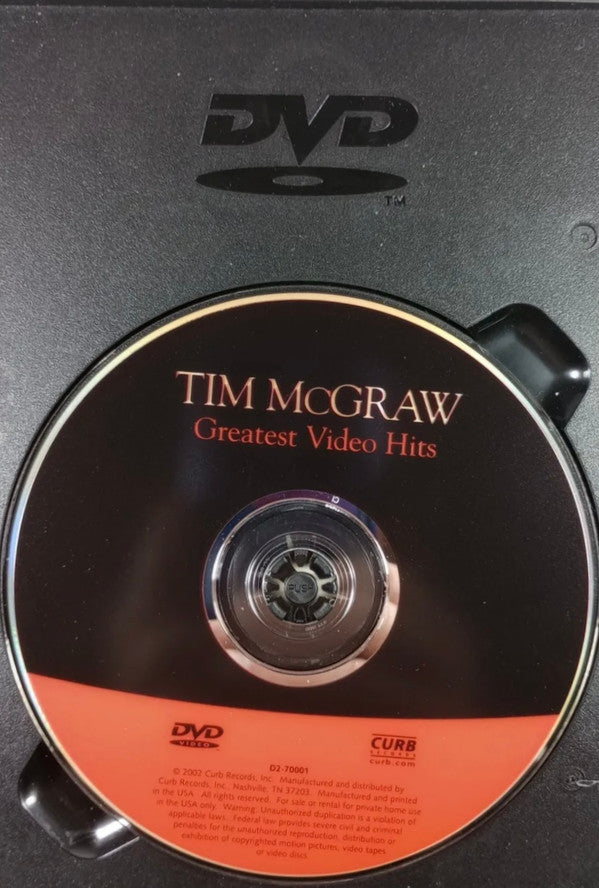 DVD
TM
TIM McGRAW
Greatest Video Hits
PUSH
DVD
VIDEO
CURB
RECORDS
curb.com
D2-70001
© 2002 Curb Records, Inc. Manufactured and distributed by
Curb Records, Inc. Nashville, TN 37203. Manufactured and printed
in the USA. All rights reserved. For sale or rental for private home use
in the USA only. Warning: Unauthorized duplication is a violation of
applicable laws. Federal law provides severe civil and criminal
penalties for the unauthorized reproduction, distribution or
exhibition of copyrighted motion pictures, video tapes
or video discs.